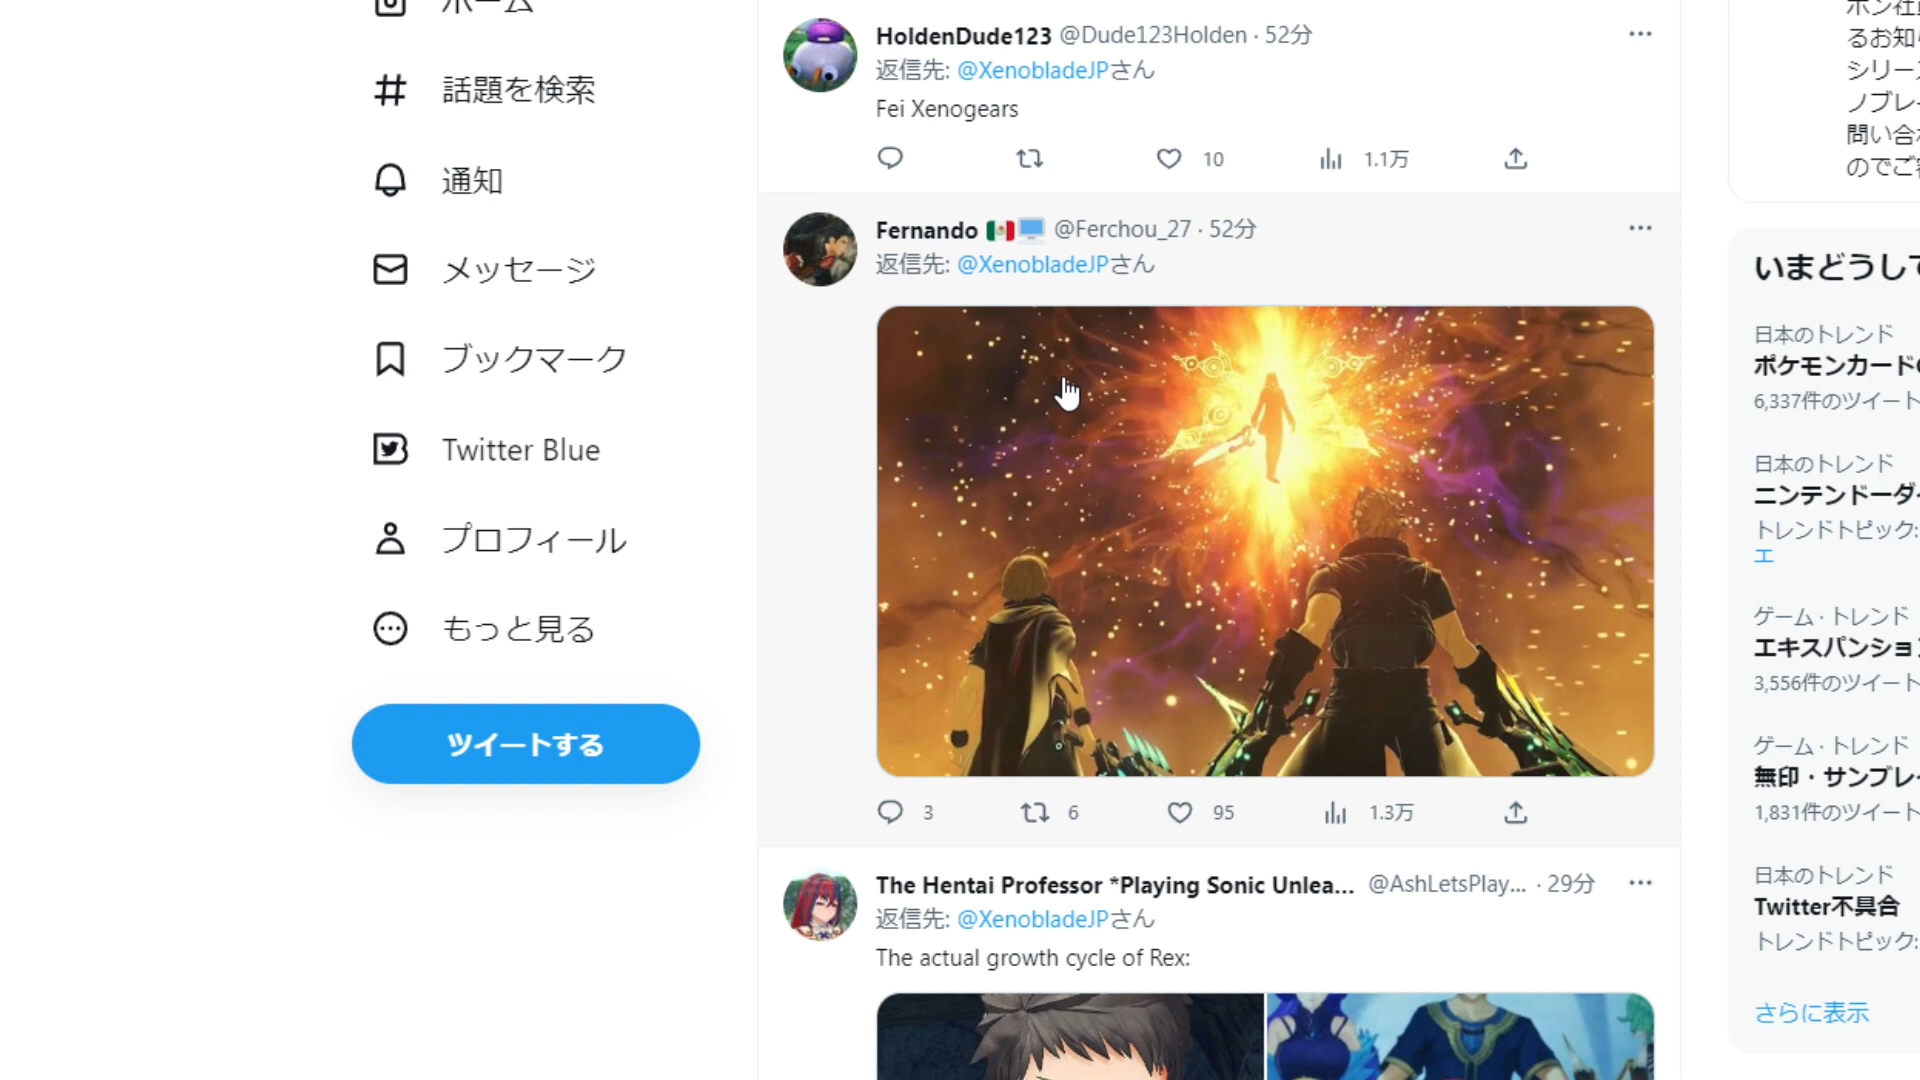 ホーム
話題を検索
通知
メッセージ
ブックマーク
Twitter Blue
プロフィール
もっと見る
ツイートする
HoldenDude123 @Dude123Holden · 52分
返信先: @XenobladeJPさん
Fei Xenogears
10 1.1万
Fernando @Ferchou_27 · 52分
返信先: @XenobladeJPさん
3 6 95 1.3万
The Hentai Professor *Playing Sonic Unlea... @AshLetsPlay... · 29分
返信先: @XenobladeJPさん
The actual growth cycle of Rex:
るお知
シリー
ノブレ
問い合
のでご
いまどうして
日本のトレンド
ポケモンカード
6,337件のツイート
日本のトレンド
ニンテンドーダ
トレンドトピック:
エ
ゲーム · トレンド
エキスパンショ
3,556件のツイート
ゲーム · トレンド
無印・サンブレ
1,831件のツイート
日本のトレンド
Twitter不具合
トレンドトピック:
さらに表示